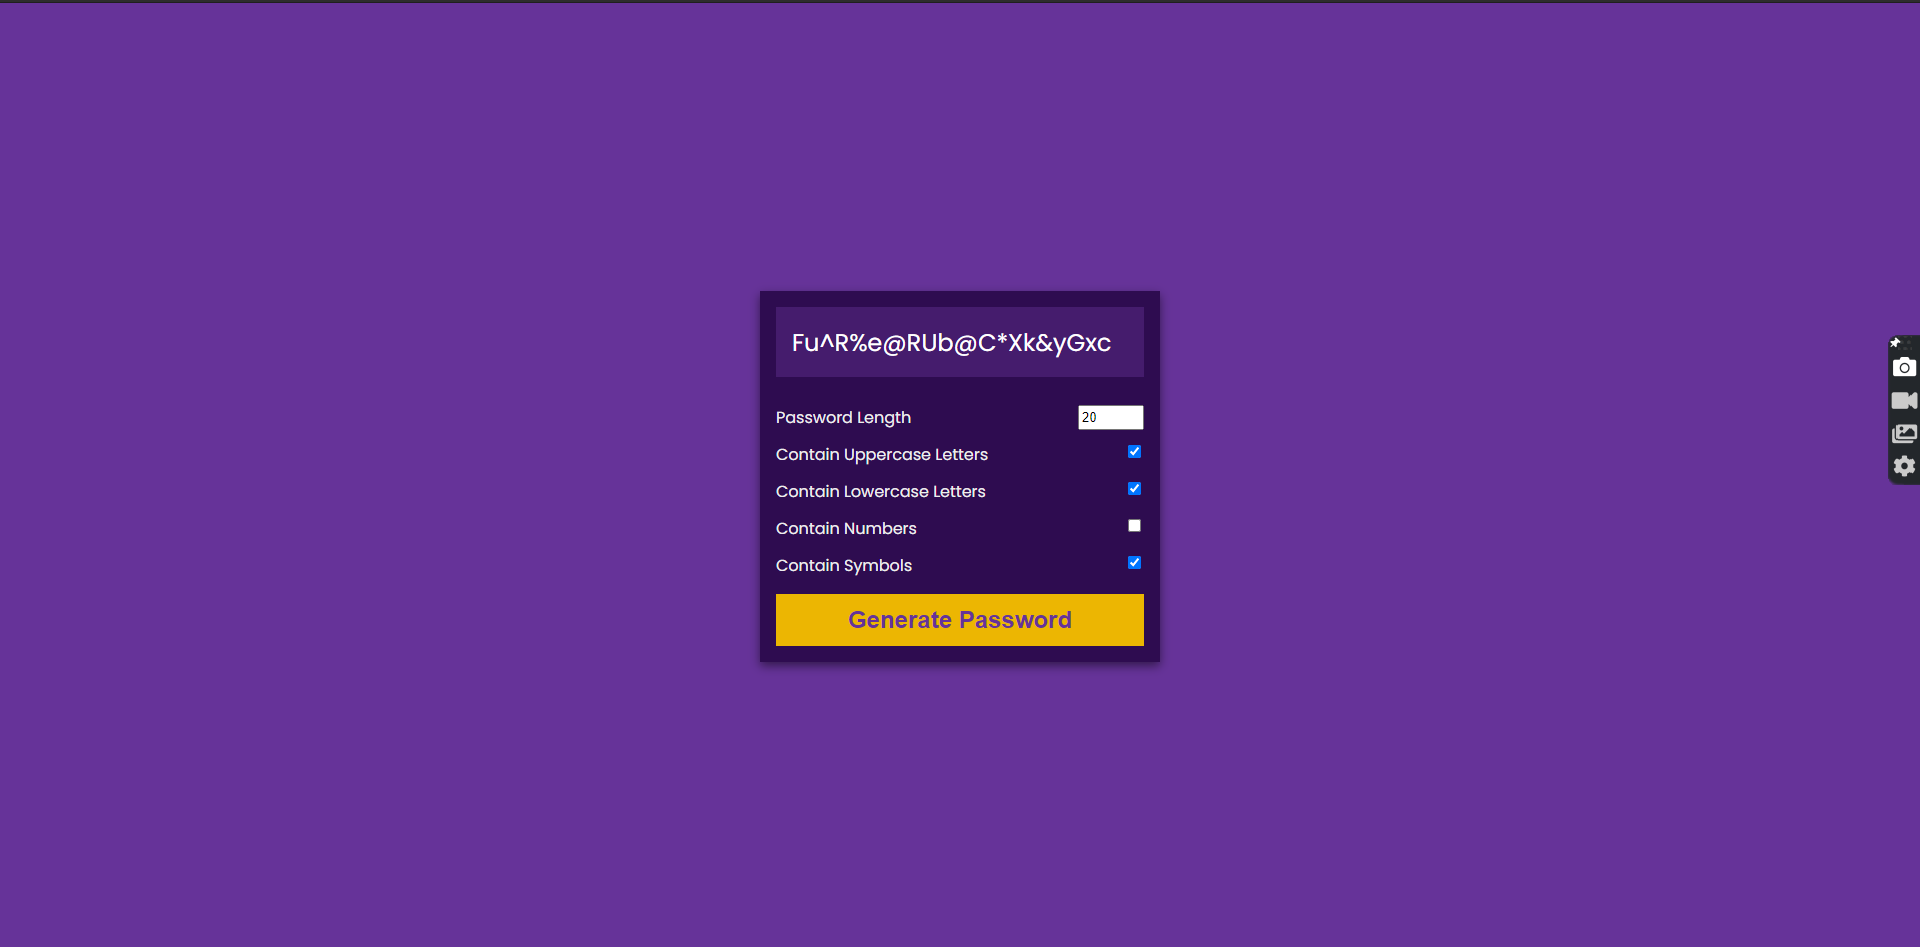 Fu^R%e@RUb@C*Xk&yGxc
Password Length 20
Contain Uppercase Letters
Contain Lowercase Letters
Contain Numbers
Contain Symbols
Generate Password